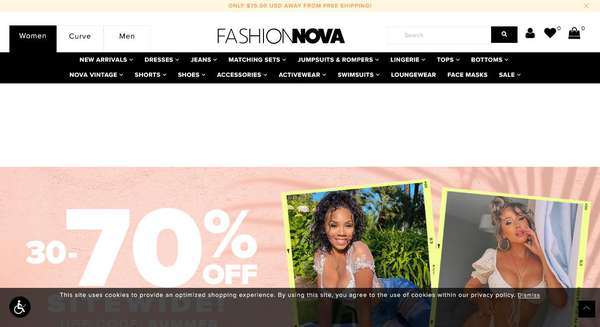 ONLY $75.00 USD AWAY FROM FREE SHIPPING!
Women Curve Men
FASHIONNOVA
Search
0 0
NEW ARRIVALS DRESSES JEANS MATCHING SETS JUMPSUITS & ROMPERS LINGERIE TOPS BOTTOMS
NOVA VINTAGE SHORTS SHOES ACCESSORIES ACTIVEWEAR SWIMSUITS LOUNGEWEAR FACE MASKS SALE
30-70% OFF
SITEWIDE!
This site uses cookies to provide an optimized shopping experience. By using this site, you agree to the use of cookies within our privacy policy. Dismiss